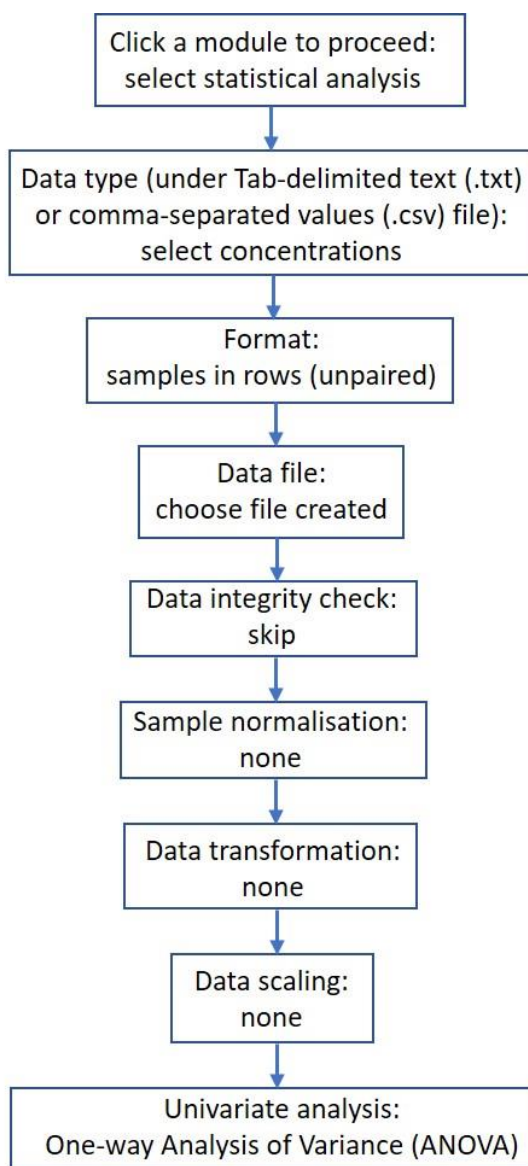 Click a module to proceed:
select statistical analysis
Data type (under Tab-delimited text (.txt)
or comma-separated values (.csv) file):
select concentrations
Format:
samples in rows (unpaired)
Data file:
choose file created
Data integrity check:
skip
Sample normalisation:
none
Data transformation:
none
Data scaling:
none
Univariate analysis:
One-way Analysis of Variance (ANOVA)